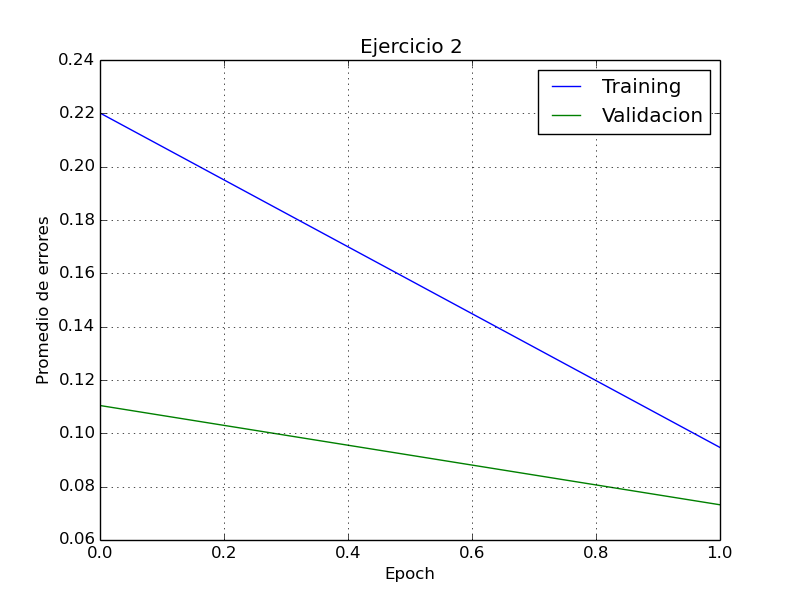 Ejercicio 2
Training
Validacion
0.24
0.22
0.20
0.18
0.16
0.14
0.12
0.10
0.08
0.06
Promedio de errores
0.0 0.2 0.4 0.6 0.8 1.0
Epoch